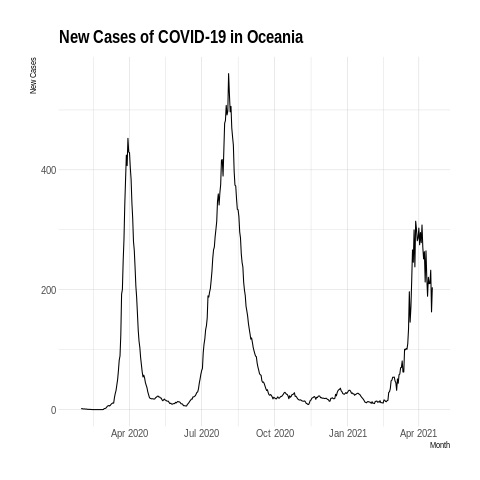 New Cases of COVID-19 in Oceania
New Cases
400
200
0
Apr 2020 Jul 2020 Oct 2020 Jan 2021 Apr 2021
Month